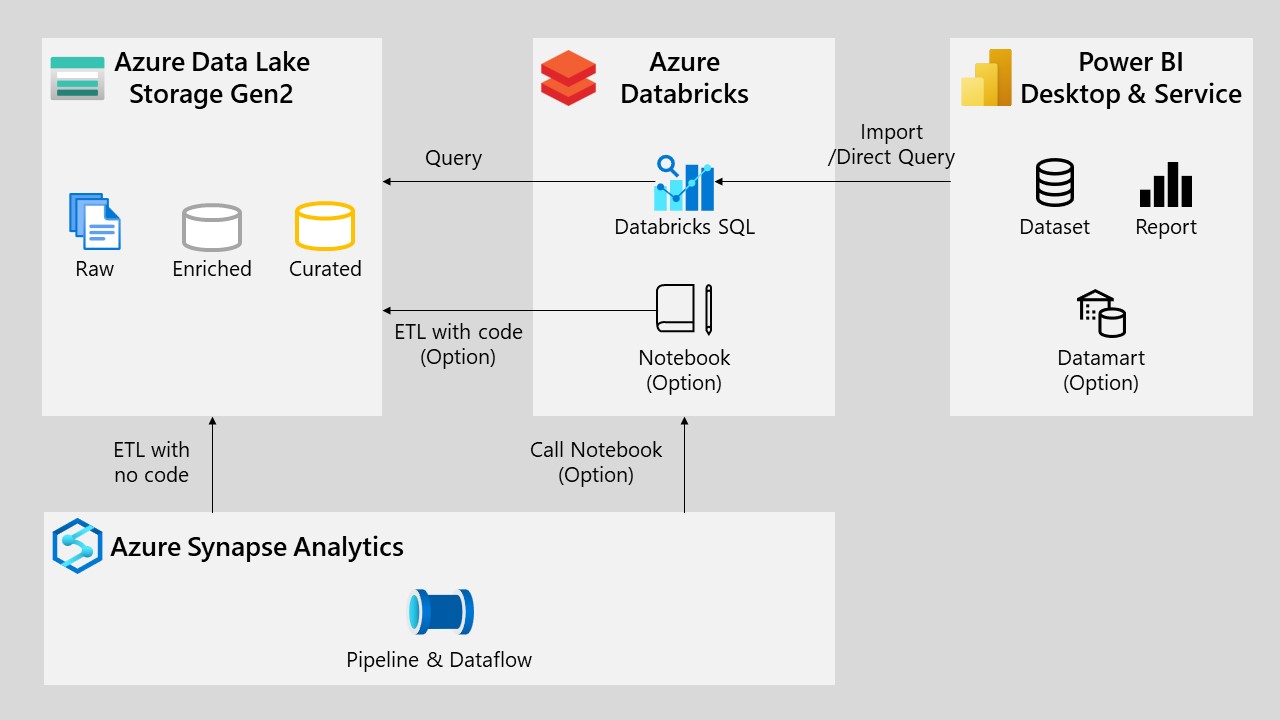 Azure Data Lake
Storage Gen2
Azure
Databricks
Power BI
Desktop & Service
Query
Import
/Direct Query
Raw
Enriched
Curated
Databricks SQL
Dataset
Report
ETL with code
(Option)
Notebook
(Option)
Datamart
(Option)
ETL with
no code
Call Notebook
(Option)
Azure Synapse Analytics
Pipeline & Dataflow